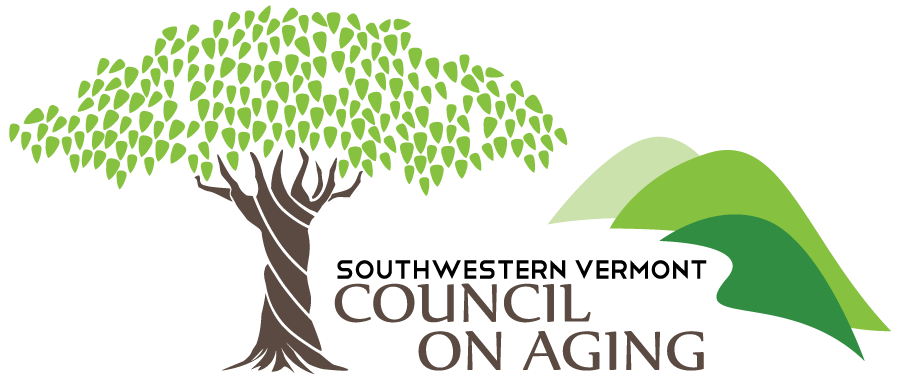 SOUTHWESTERN VERMONT
COUNCIL
ON AGING